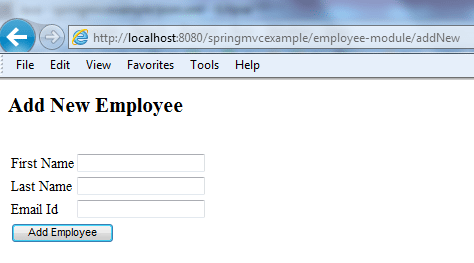 http://localhost:8080/springmvcexample/employee-module/addNew
File Edit View Favorites Tools Help
Add New Employee
First Name
Last Name
Email Id
Add Employee